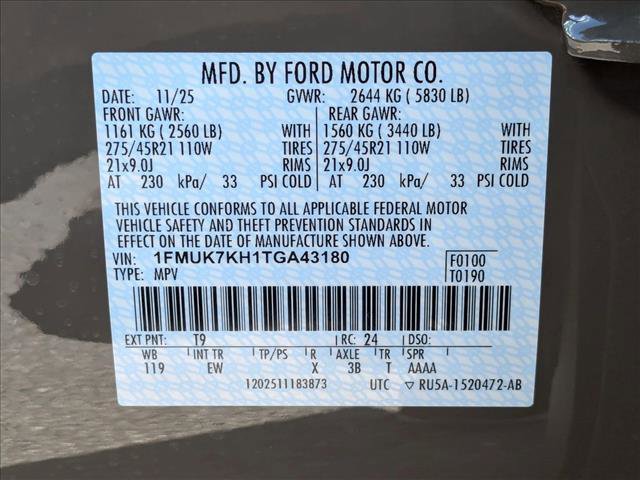 MFD. BY FORD MOTOR CO.
DATE: 11/25 GVWR: 2644 KG ( 5830 LB)
FRONT GAWR: REAR GAWR:
1161 KG ( 2560 LB) WITH 1560 KG ( 3440 LB) WITH
275/45R21 110W TIRES 275/45R21 110W TIRES
21x9.0J RIMS 21x9.0J RIMS
AT 230 kPa/ 33 PSI COLD AT 230 kPa/ 33 PSI COLD
THIS VEHICLE CONFORMS TO ALL APPLICABLE FEDERAL MOTOR
VEHICLE SAFETY AND THEFT PREVENTION STANDARDS IN
EFFECT ON THE DATE OF MANUFACTURE SHOWN ABOVE.
VIN: 1FMUK7KH1TGA43180 F0100
TYPE: MPV T0190
EXT PNT: T9 RC: 24 DSO:
WB INT TR TP/PS R AXLE TR SPR
119 EW X 3B T AAAA
1202511183873 UTC ▽ RU5A-1520472-AB